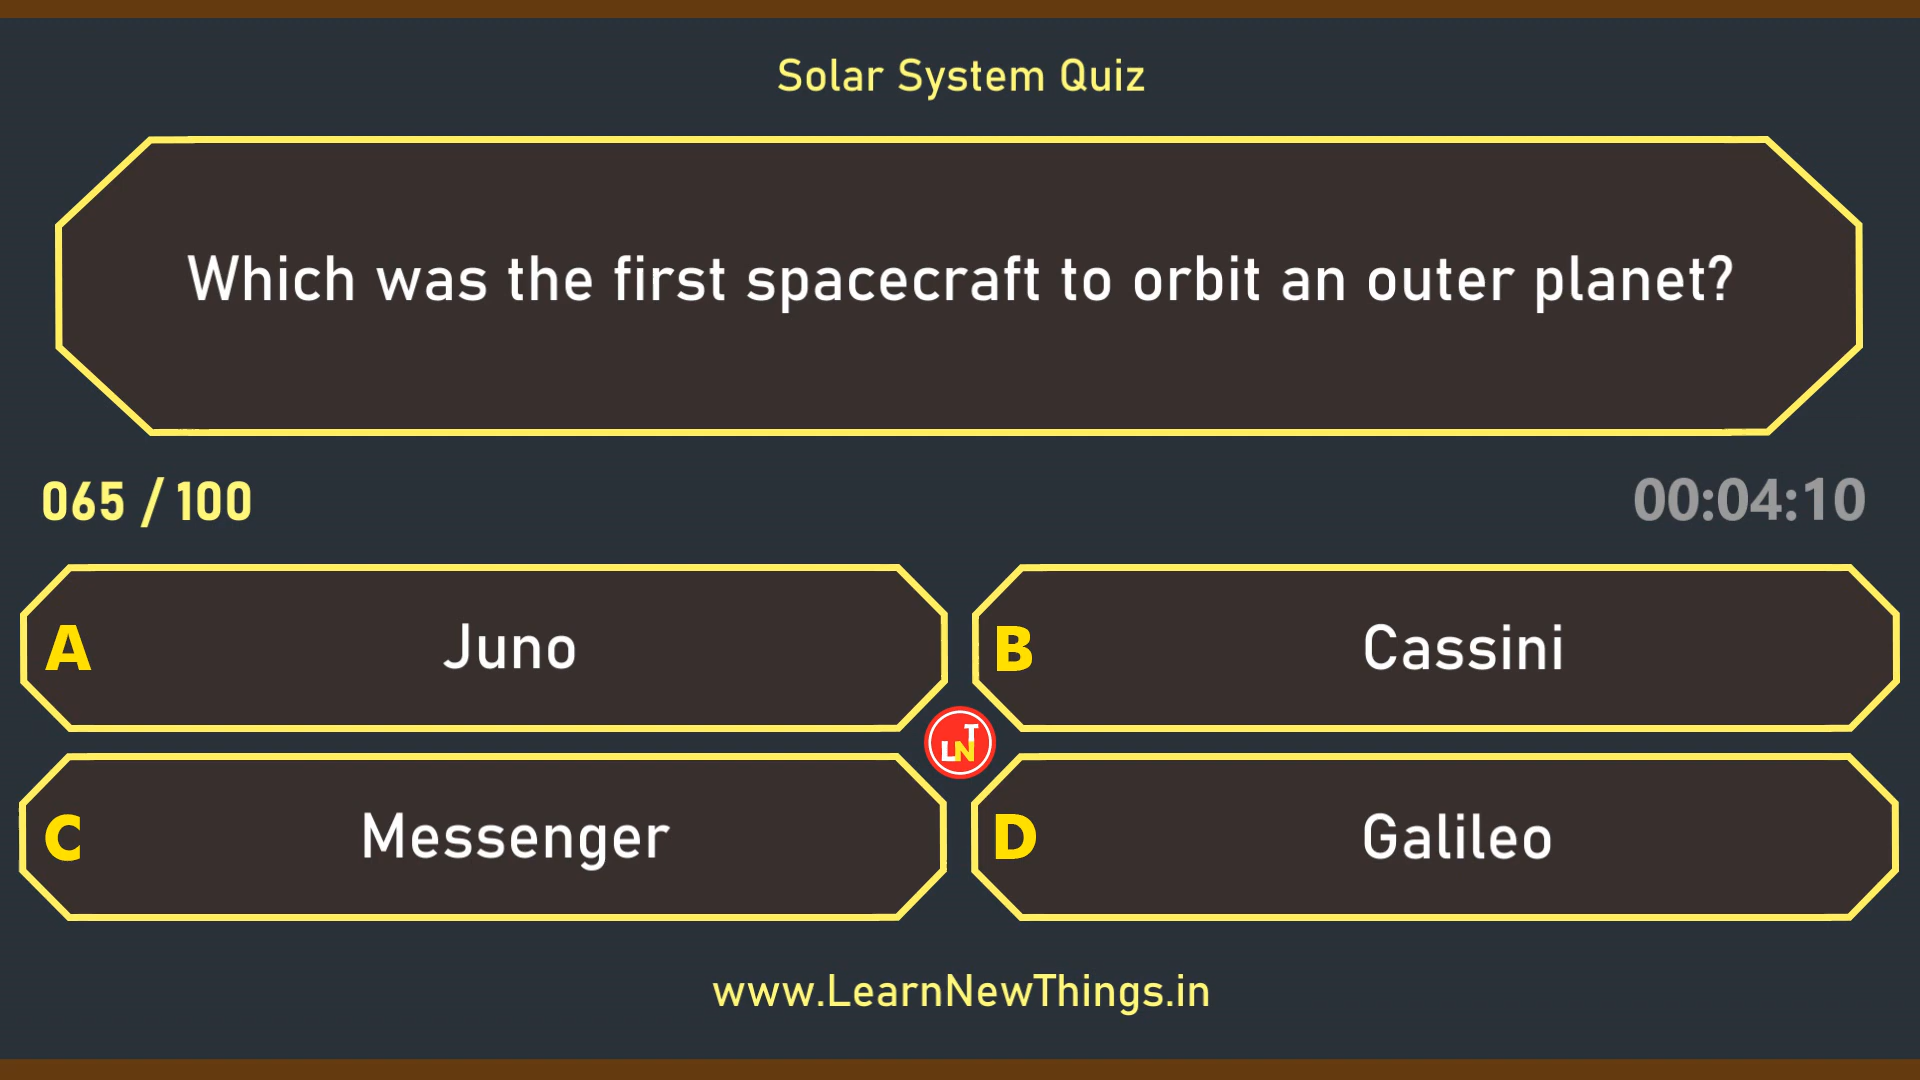 Solar System Quiz
Which was the first spacecraft to orbit an outer planet?
065 / 100
00:04:10
A Juno
B Cassini
LNT
C Messenger
D Galileo
www.LearnNewThings.in